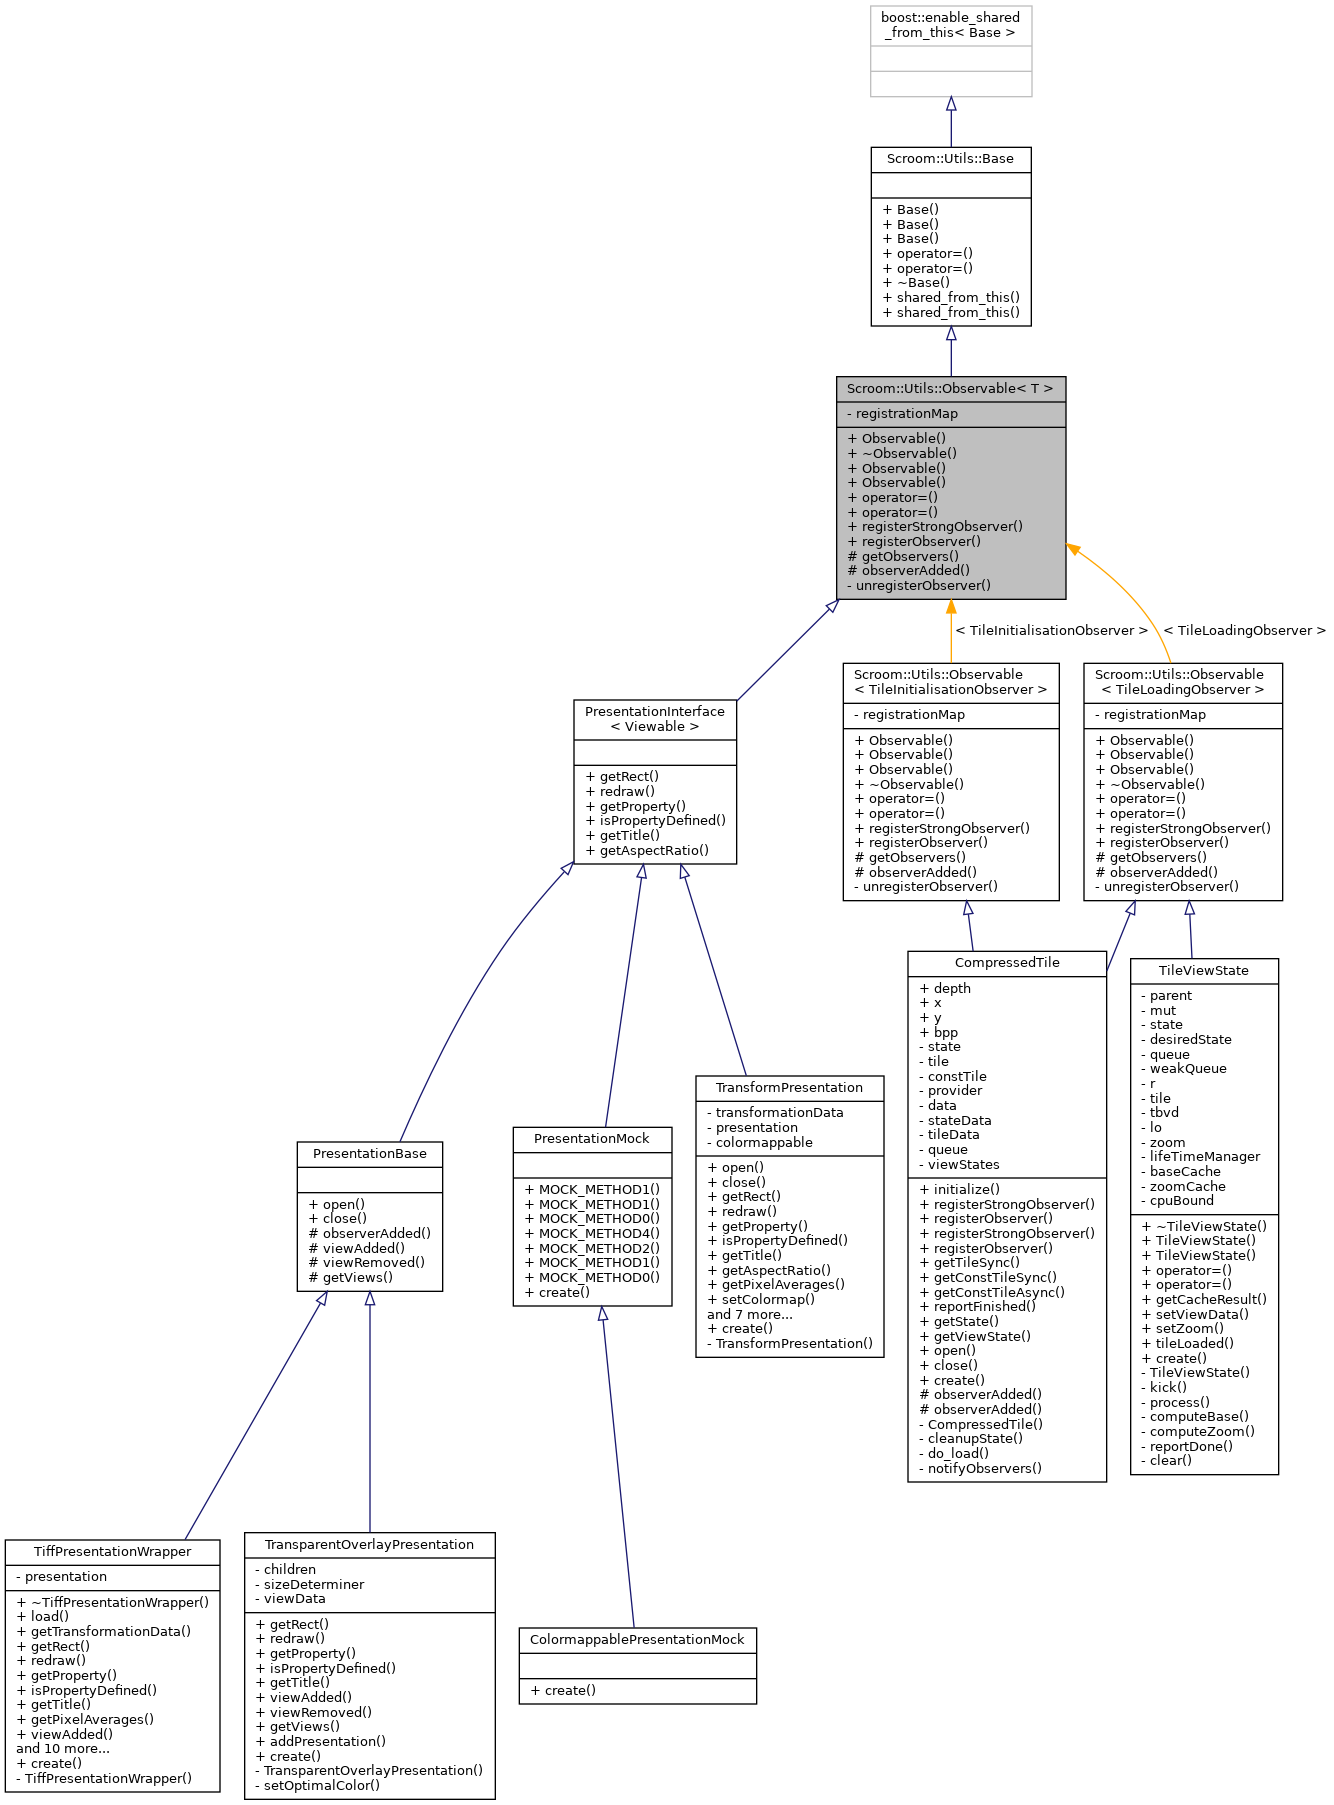 boost::enable_shared
_from_this< Base >
Scroom::Utils::Base
+ Base()
+ Base()
+ Base()
+ operator=()
+ operator=()
+ ~Base()
+ shared_from_this()
+ shared_from_this()
Scroom::Utils::Observable< T >
- registrationMap
+ Observable()
+ ~Observable()
+ Observable()
+ Observable()
+ operator=()
+ operator=()
+ registerStrongObserver()
+ registerObserver()
# getObservers()
# observerAdded()
- unregisterObserver()
< TileInitialisationObserver >
< TileLoadingObserver >
PresentationInterface
< Viewable >
+ getRect()
+ redraw()
+ getProperty()
+ isPropertyDefined()
+ getTitle()
+ getAspectRatio()
Scroom::Utils::Observable
< TileInitialisationObserver >
- registrationMap
+ Observable()
+ Observable()
+ Observable()
+ ~Observable()
+ operator=()
+ operator=()
+ registerStrongObserver()
+ registerObserver()
# getObservers()
# observerAdded()
- unregisterObserver()
Scroom::Utils::Observable
< TileLoadingObserver >
- registrationMap
+ Observable()
+ Observable()
+ Observable()
+ ~Observable()
+ operator=()
+ operator=()
+ registerStrongObserver()
+ registerObserver()
# getObservers()
# observerAdded()
- unregisterObserver()
CompressedTile
+ depth
+ x
+ y
+ bpp
- state
- tile
- constTile
- provider
- data
- stateData
- tileData
- queue
- viewStates
+ initialize()
+ registerStrongObserver()
+ registerObserver()
+ registerStrongObserver()
+ registerObserver()
+ getTileSync()
+ getConstTileSync()
+ getConstTileAsync()
+ reportFinished()
+ getState()
+ getViewState()
+ open()
+ close()
+ create()
# observerAdded()
# observerAdded()
- CompressedTile()
- cleanupState()
- do_load()
- notifyObservers()
TileViewState
- parent
- mut
- state
- desiredState
- queue
- weakQueue
- r
- tile
- tbvd
- lo
- zoom
- lifeTimeManager
- baseCache
- zoomCache
- cpuBound
+ ~TileViewState()
+ TileViewState()
+ TileViewState()
+ operator=()
+ operator=()
+ getCacheResult()
+ setViewData()
+ setZoom()
+ tileLoaded()
+ create()
- TileViewState()
- kick()
- process()
- computeBase()
- computeZoom()
- reportDone()
- clear()
TransformPresentation
- transformationData
- presentation
- colormappable
+ open()
+ close()
+ getRect()
+ redraw()
+ getProperty()
+ isPropertyDefined()
+ getTitle()
+ getAspectRatio()
+ getPixelAverages()
+ setColormap()
and 7 more...
+ create()
- TransformPresentation()
PresentationMock
+ MOCK_METHOD1()
+ MOCK_METHOD1()
+ MOCK_METHOD0()
+ MOCK_METHOD4()
+ MOCK_METHOD2()
+ MOCK_METHOD1()
+ MOCK_METHOD0()
+ create()
PresentationBase
+ open()
+ close()
# observerAdded()
# viewAdded()
# viewRemoved()
# getViews()
TiffPresentationWrapper
- presentation
+ ~TiffPresentationWrapper()
+ load()
+ getTransformationData()
+ getRect()
+ redraw()
+ getProperty()
+ isPropertyDefined()
+ getTitle()
+ getPixelAverages()
+ viewAdded()
and 10 more...
+ create()
- TiffPresentationWrapper()
TransparentOverlayPresentation
- children
- sizeDeterminer
- viewData
+ getRect()
+ redraw()
+ getProperty()
+ isPropertyDefined()
+ getTitle()
+ viewAdded()
+ viewRemoved()
+ getViews()
+ addPresentation()
+ create()
- TransparentOverlayPresentation()
- setOptimalColor()
ColormappablePresentationMock
+ create()